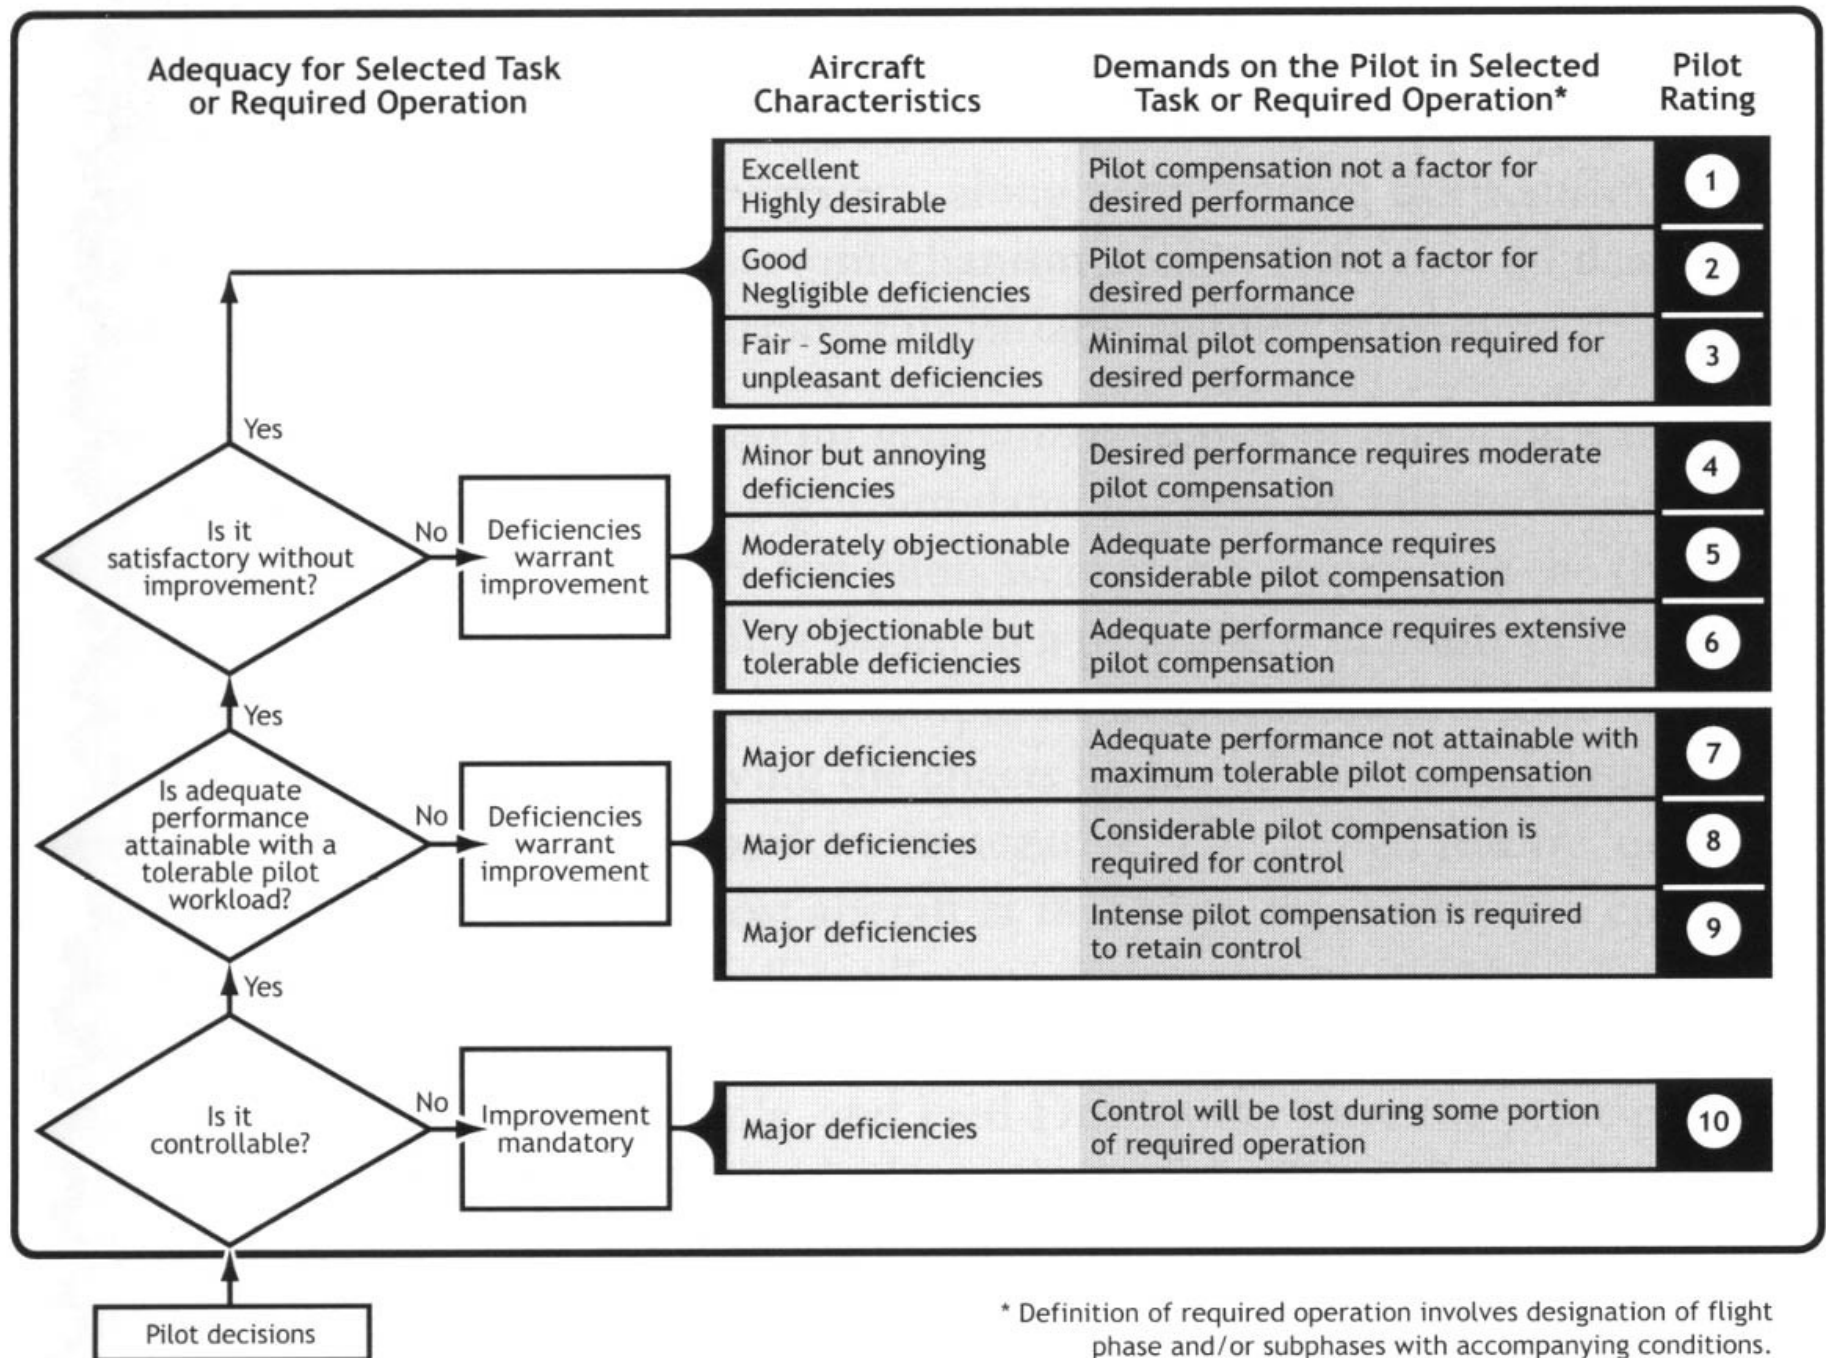 Adequacy for Selected Task
or Required Operation
Aircraft
Characteristics
Demands on the Pilot in Selected
Task or Required Operation*
Pilot
Rating
Excellent
Highly desirable
Pilot compensation not a factor for
desired performance
1
Good
Negligible deficiencies
Pilot compensation not a factor for
desired performance
2
Fair – Some mildly
unpleasant deficiencies
Minimal pilot compensation required for
desired performance
3
Yes
Is it
satisfactory without
improvement?
No
Deficiencies
warrant
improvement
Minor but annoying
deficiencies
Desired performance requires moderate
pilot compensation
4
Moderately objectionable
deficiencies
Adequate performance requires
considerable pilot compensation
5
Very objectionable but
tolerable deficiencies
Adequate performance requires extensive
pilot compensation
6
Yes
Is adequate
performance
attainable with a
tolerable pilot
workload?
No
Deficiencies
warrant
improvement
Major deficiencies
Adequate performance not attainable with
maximum tolerable pilot compensation
7
Major deficiencies
Considerable pilot compensation is
required for control
8
Major deficiencies
Intense pilot compensation is required
to retain control
9
Yes
Is it
controllable?
No
Improvement
mandatory
Major deficiencies
Control will be lost during some portion
of required operation
10
Pilot decisions
* Definition of required operation involves designation of flight
phase and/or subphases with accompanying conditions.